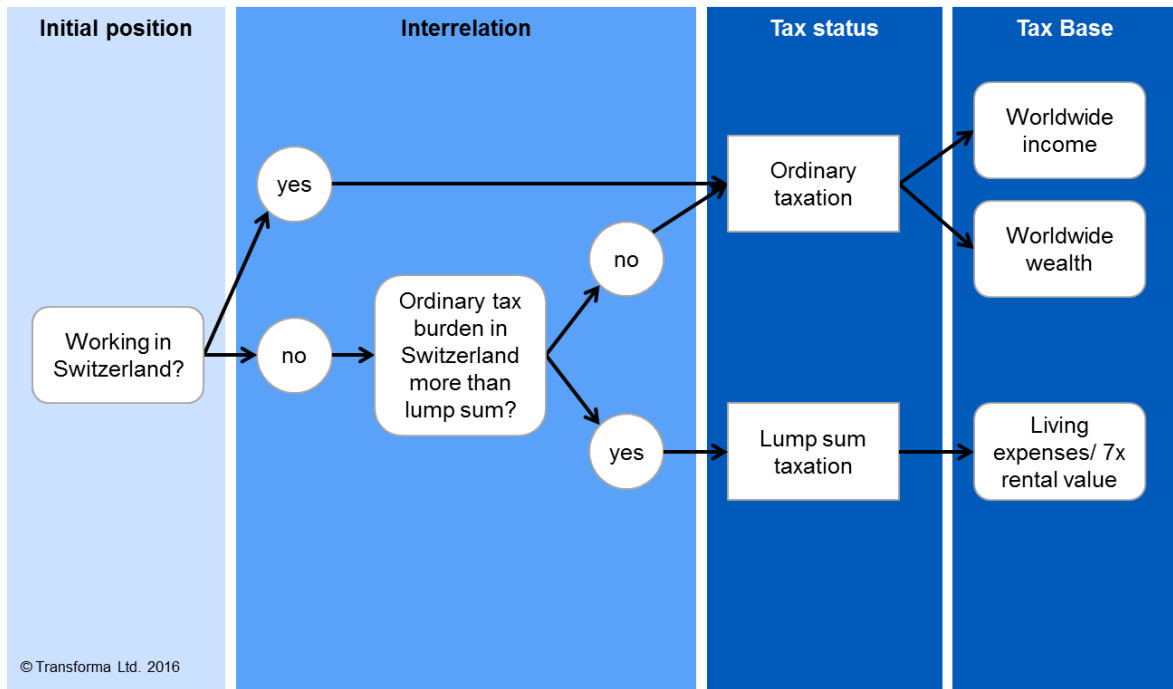 Initial position
Interrelation
Tax status
Tax Base
Working in
Switzerland?
yes
no
Ordinary tax
burden in
Switzerland
more than
lump sum?
no
yes
Ordinary
taxation
Lump sum
taxation
Worldwide
income
Worldwide
wealth
Living
expenses/ 7x
rental value
© Transforma Ltd. 2016